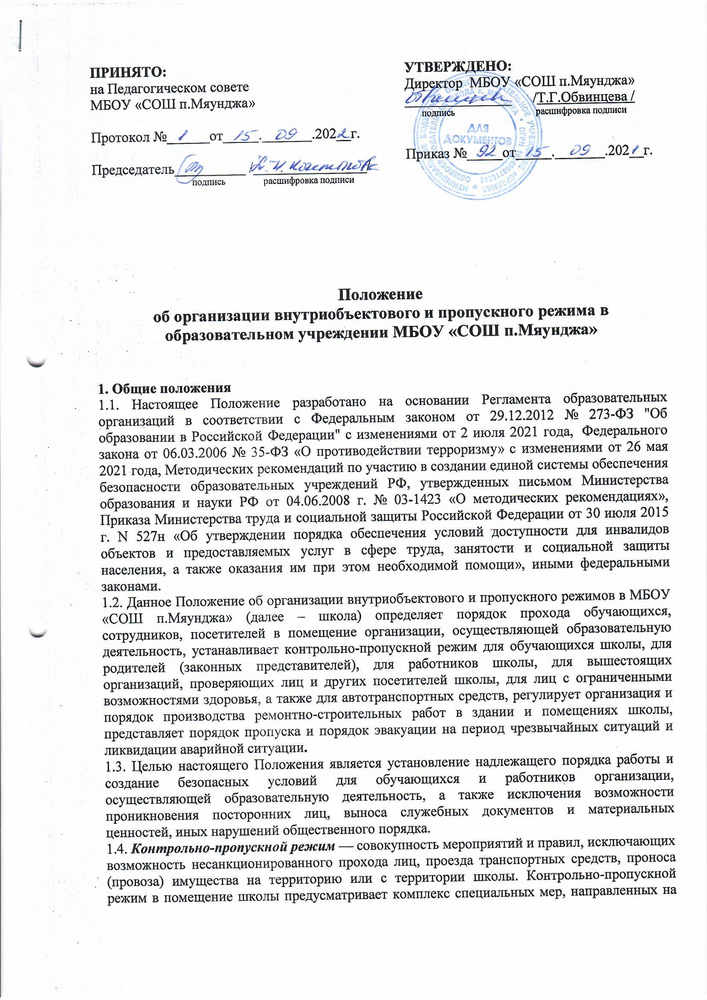 ПРИНЯТО:
на Педагогическом совете
МБОУ «СОШ п.Мяунджа»
Протокол № 1 от 15 . 09 .2022 г.
Председатель
подпись расшифровка подписи
УТВЕРЖДЕНО:
Директор МБОУ «СОШ п.Мяунджа»
/Т.Г.Обвинцева /
подпись расшифровка подписи
ДЛЯ
ДОКУМЕНТОВ
Приказ № 92 от 15 . 09 .2021 г.
Положение
об организации внутриобъектового и пропускного режима в
образовательном учреждении МБОУ «СОШ п.Мяунджа»
1. Общие положения
1.1. Настоящее Положение разработано на основании Регламента образовательных
организаций в соответствии с Федеральным законом от 29.12.2012 № 273-ФЗ "Об
образовании в Российской Федерации" с изменениями от 2 июля 2021 года, Федерального
закона от 06.03.2006 № 35-ФЗ «О противодействии терроризму» с изменениями от 26 мая
2021 года, Методических рекомендаций по участию в создании единой системы обеспечения
безопасности образовательных учреждений РФ, утвержденных письмом Министерства
образования и науки РФ от 04.06.2008 г. № 03-1423 «О методических рекомендациях»,
Приказа Министерства труда и социальной защиты Российской Федерации от 30 июля 2015
г. N 527н «Об утверждении порядка обеспечения условий доступности для инвалидов
объектов и предоставляемых услуг в сфере труда, занятости и социальной защиты
населения, а также оказания им при этом необходимой помощи», иными федеральными
законами.
1.2. Данное Положение об организации внутриобъектового и пропускного режимов в МБОУ
«СОШ п.Мяунджа» (далее – школа) определяет порядок прохода обучающихся,
сотрудников, посетителей в помещение организации, осуществляющей образовательную
деятельность, устанавливает контрольно-пропускной режим для обучающихся школы, для
родителей (законных представителей), для работников школы, для вышестоящих
организаций, проверяющих лиц и других посетителей школы, для лиц с ограниченными
возможностями здоровья, а также для автотранспортных средств, регулирует организация и
порядок производства ремонтно-строительных работ в здании и помещениях школы,
представляет порядок пропуска и порядок эвакуации на период чрезвычайных ситуаций и
ликвидации аварийной ситуации.
1.3. Целью настоящего Положения является установление надлежащего порядка работы и
создание безопасных условий для обучающихся и работников организации,
осуществляющей образовательную деятельность, а также исключения возможности
проникновения посторонних лиц, выноса служебных документов и материальных
ценностей, иных нарушений общественного порядка.
1.4. Контрольно-пропускной режим — совокупность мероприятий и правил, исключающих
возможность несанкционированного прохода лиц, проезда транспортных средств, проноса
(провоза) имущества на территорию или с территории школы. Контрольно-пропускной
режим в помещение школы предусматривает комплекс специальных мер, направленных на